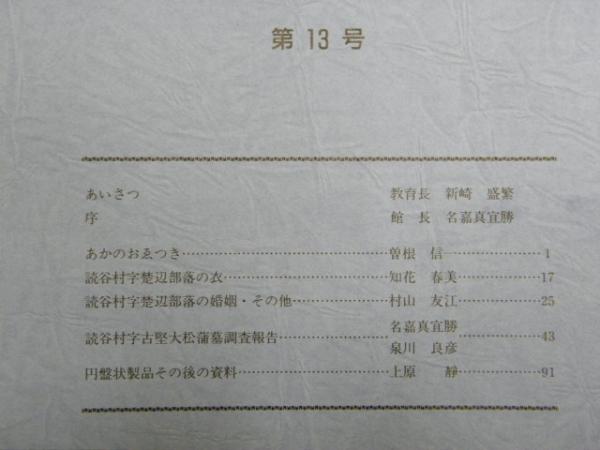 第 13 号
あいさつ 教育長 新崎 盛繁
序 館 長 名嘉真宜勝
あかのおゑつき………曽根 信………1
読谷村字楚辺部落の衣………知花 春美………17
読谷村字楚辺部落の婚姻・その他………村山 友江………25
読谷村字古堅大松蒲墓調査報告………名嘉真宜勝 泉川 良彦………43
円盤状製品その後の資料………上原 靜………91